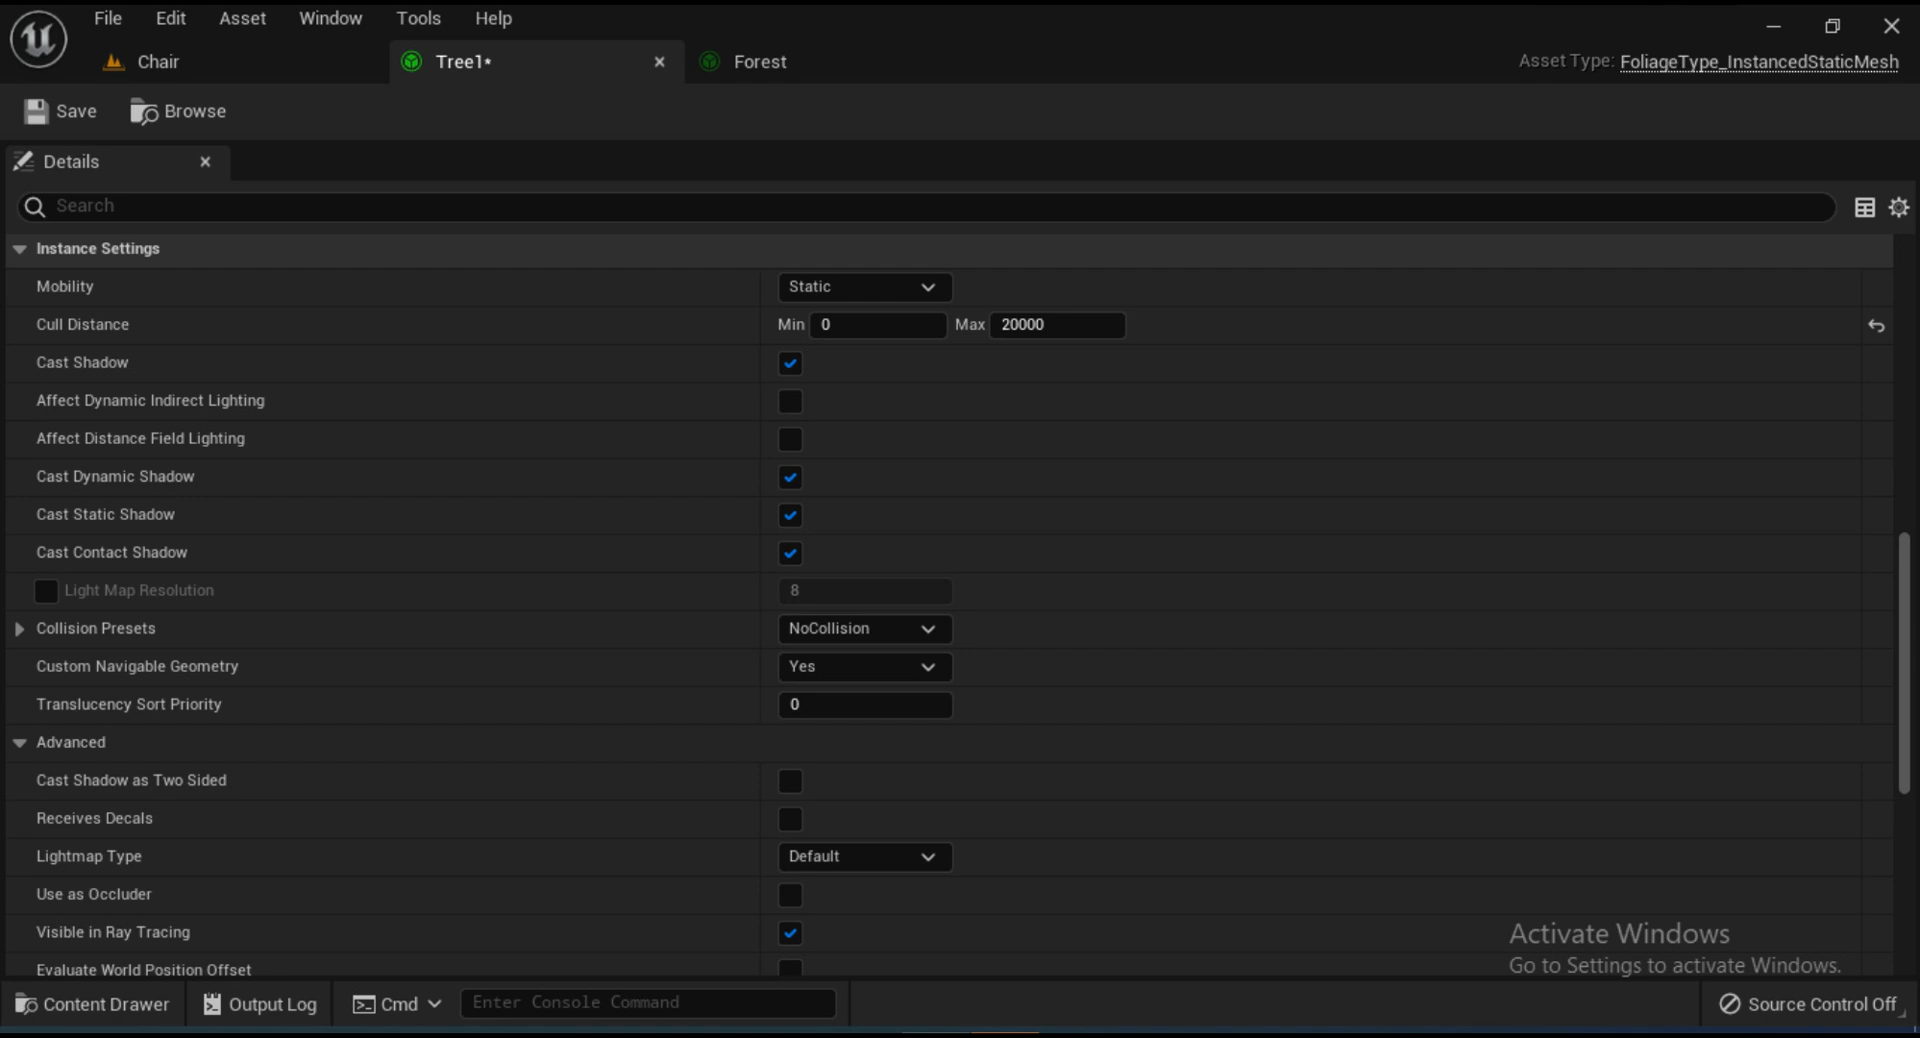 File Edit Asset Window Tools Help
Chair
Tree1*
Forest
Asset Type: FoliageType_InstancedStaticMesh
Save
Browse
Details
Search
Instance Settings
Mobility Static
Cull Distance Min 0 Max 20000
Cast Shadow
Affect Dynamic Indirect Lighting
Affect Distance Field Lighting
Cast Dynamic Shadow
Cast Static Shadow
Cast Contact Shadow
Light Map Resolution 8
Collision Presets NoCollision
Custom Navigable Geometry Yes
Translucency Sort Priority 0
Advanced
Cast Shadow as Two Sided
Receives Decals
Lightmap Type Default
Use as Occluder
Visible in Ray Tracing
Evaluate World Position Offset
Activate Windows
Go to Settings to activate Windows.
Content Drawer
Output Log
Cmd
Enter Console Command
Source Control Off